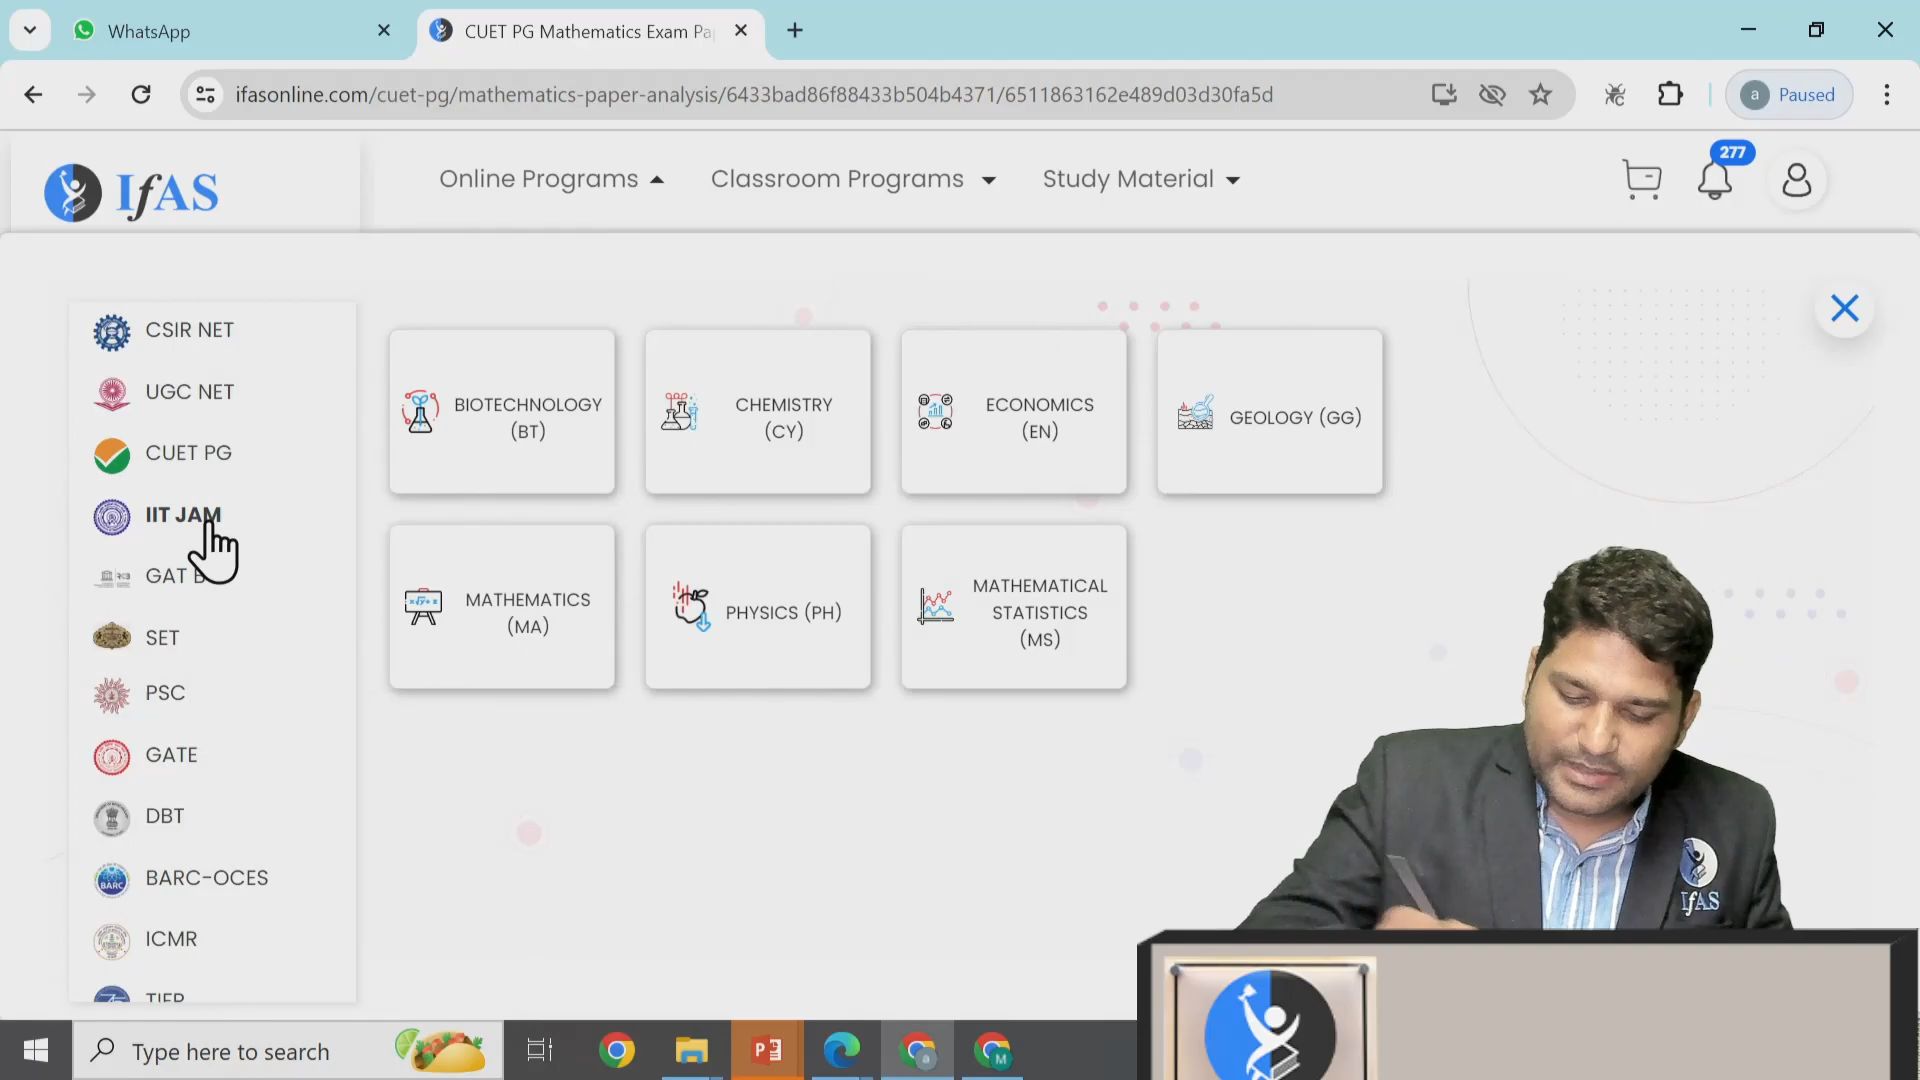 WhatsApp
CUET PG Mathematics Exam Pa
ifasonline.com/cuet-pg/mathematics-paper-analysis/6433bad86f88433b504b4371/6511863162e489d03d30fa5d
a Paused
IfAS
Online Programs
Classroom Programs
Study Material
277
CSIR NET
UGC NET
CUET PG
IIT JAM
GAT B
SET
PSC
GATE
DBT
BARC
BARC-OCES
ICMR
TIFR
BIOTECHNOLOGY
(BT)
CHEMISTRY
(CY)
ECONOMICS
(EN)
GEOLOGY (GG)
MATHEMATICS
(MA)
PHYSICS (PH)
MATHEMATICAL
STATISTICS
(MS)
IfAS
Type here to search
a
M